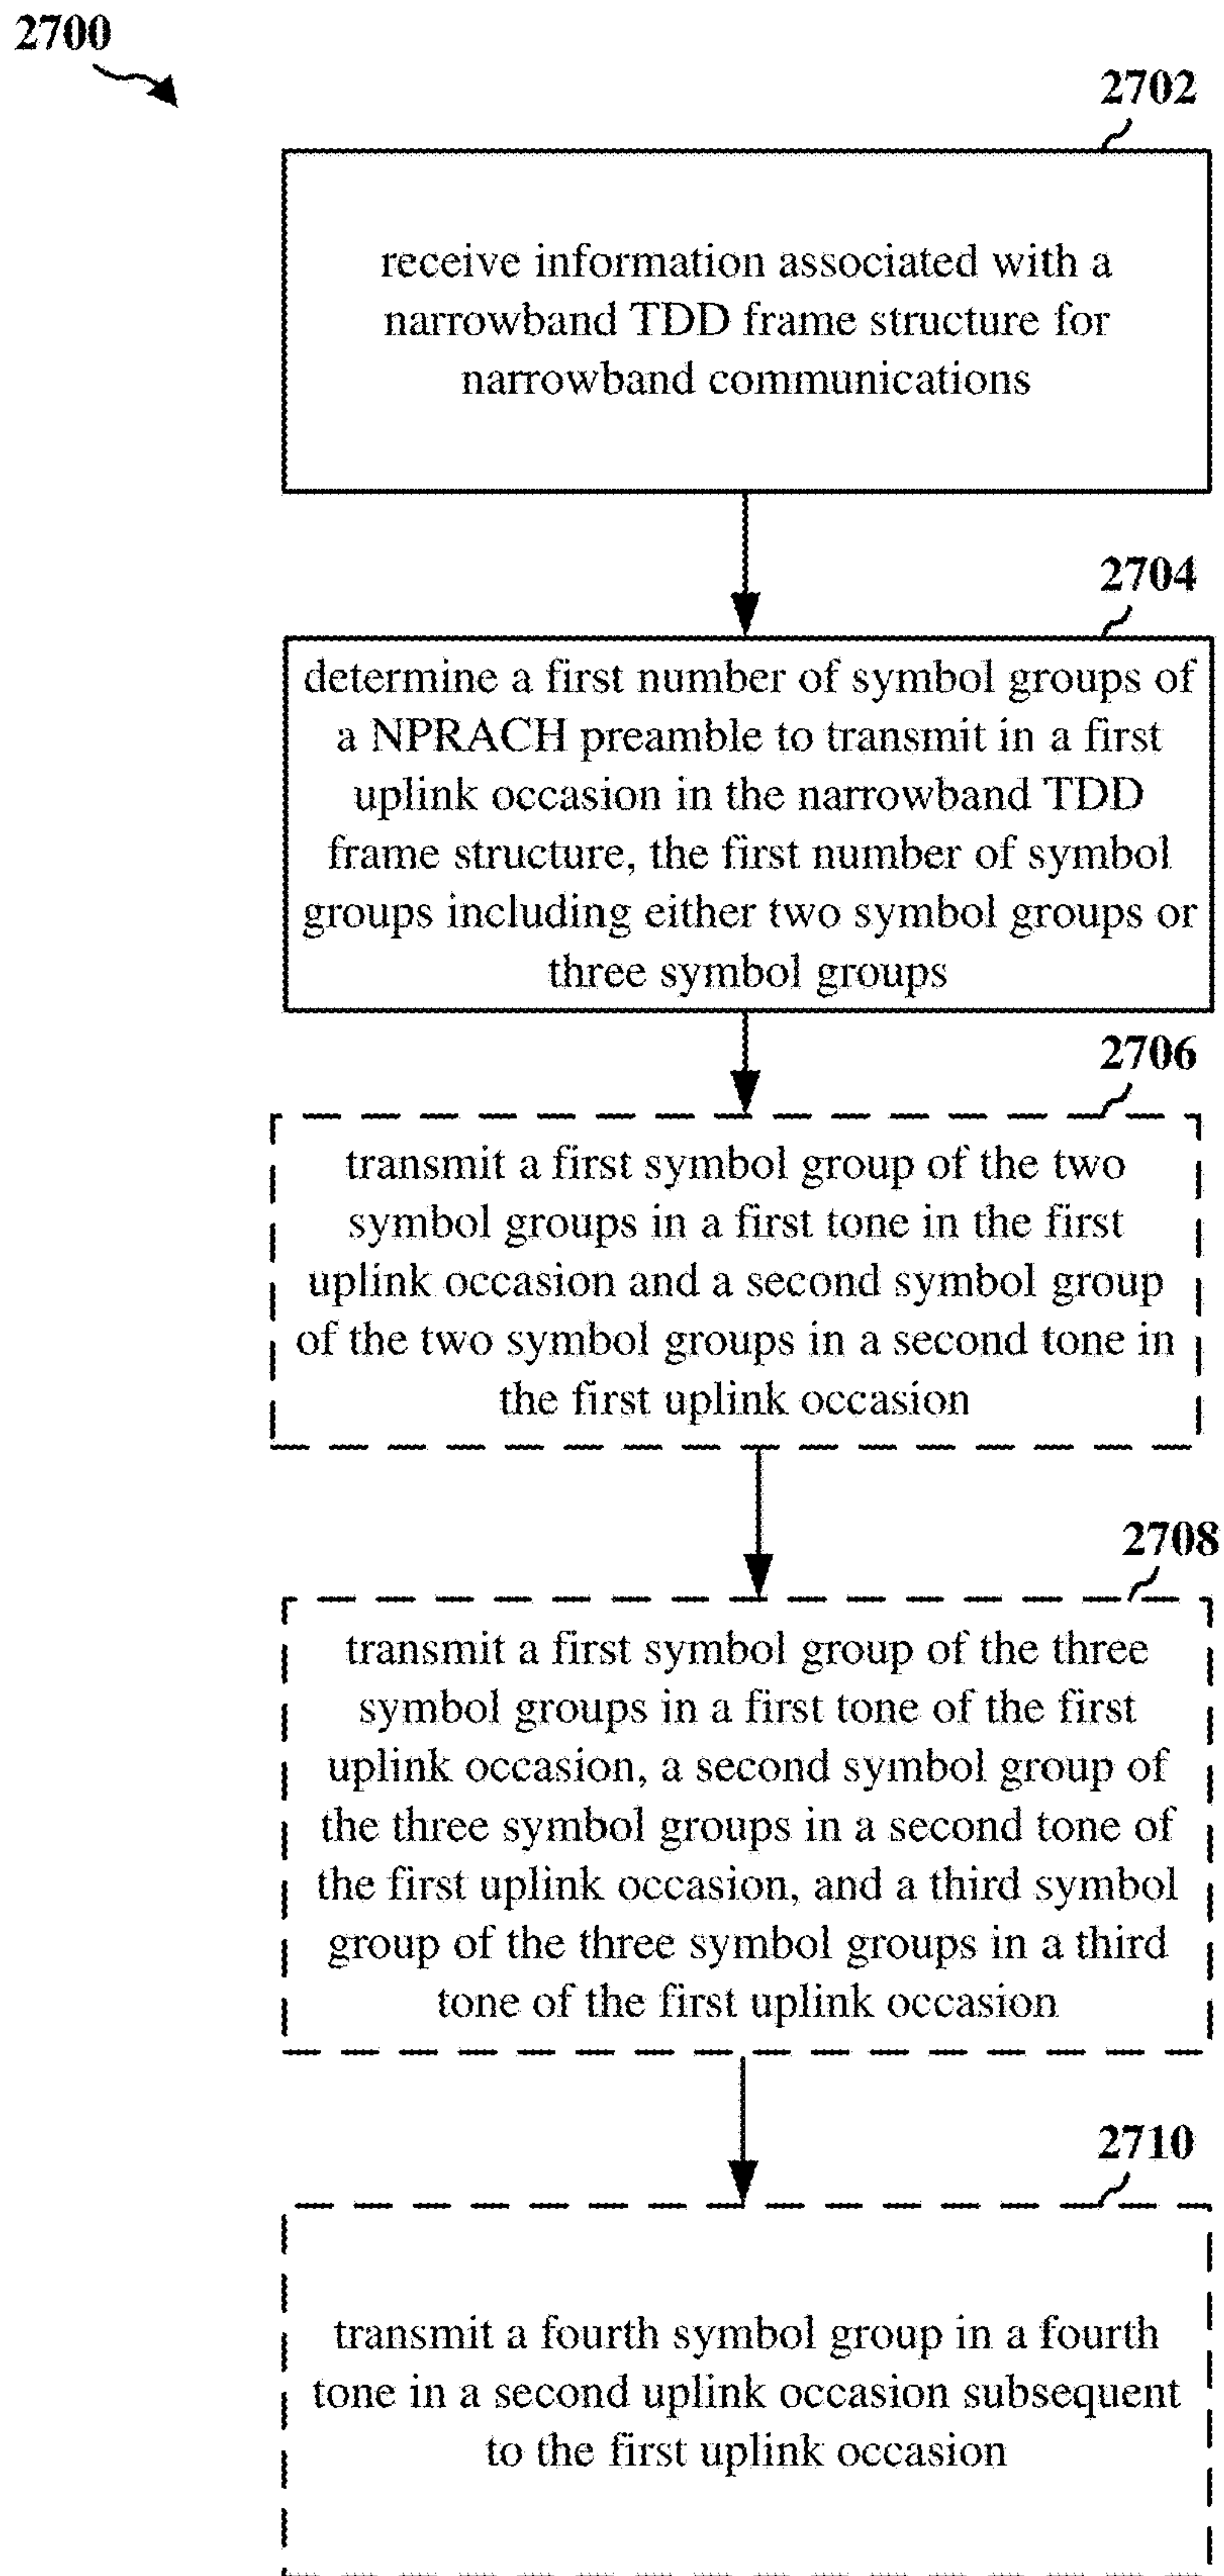 2700
2702
receive information associated with a
narrowband TDD frame structure for
narrowband communications
2704
determine a first number of symbol groups of
a NPRACH preamble to transmit in a first
uplink occasion in the narrowband TDD
frame structure, the first number of symbol
groups including either two symbol groups or
three symbol groups
2706
transmit a first symbol group of the two
symbol groups in a first tone in the first
uplink occasion and a second symbol group
of the two symbol groups in a second tone in
the first uplink occasion
2708
transmit a first symbol group of the three
symbol groups in a first tone of the first
uplink occasion, a second symbol group of
the three symbol groups in a second tone of
the first uplink occasion, and a third symbol
group of the three symbol groups in a third
tone of the first uplink occasion
2710
transmit a fourth symbol group in a fourth
tone in a second uplink occasion subsequent
to the first uplink occasion